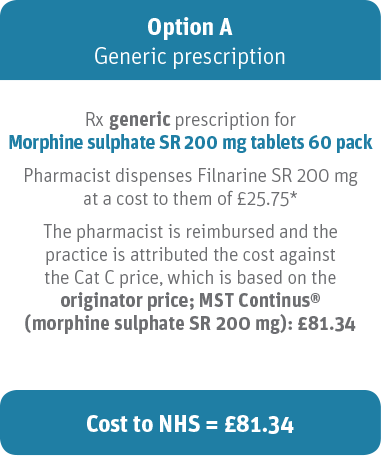 Option A
Generic prescription
Rx generic prescription for
Morphine sulphate SR 200 mg tablets 60 pack
Pharmacist dispenses Filnarine SR 200 mg
at a cost to them of £25.75*
The pharmacist is reimbursed and the
practice is attributed the cost against
the Cat C price, which is based on the
originator price; MST Continus®
(morphine sulphate SR 200 mg): £81.34
Cost to NHS = £81.34